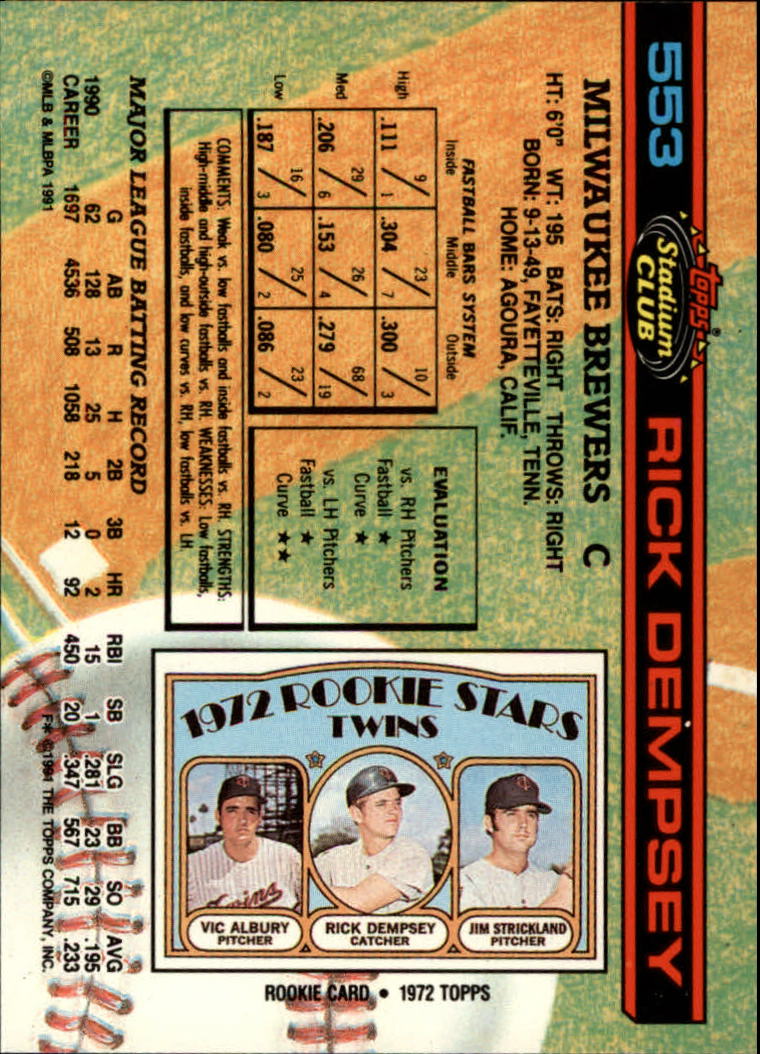 553
topps®
Stadium
CLUB
RICK DEMPSEY
MILWAUKEE BREWERS C
HT: 6'0" WT: 195 BATS: RIGHT THROWS: RIGHT
BORN: 9-13-49, FAYETTEVILLE, TENN.
HOME: AGOURA, CALIF.
FASTBALL BARS SYSTEM
Inside Middle Outside
High 9/1 .111 23/7 .304 10/3 .300
Med 29/6 .206 26/4 .153 68/19 .279
Low 16/3 .187 25/2 .080 23/2 .086
EVALUATION
vs. RH Pitchers
Fastball ★
Curve ★
vs. LH Pitchers
Fastball ★
Curve ★★
COMMENTS: Weak vs. low fastballs and inside fastballs vs. RH. STRENGTHS:
High-middle and high-outside fastballs vs. RH. WEAKNESSES: Low fastballs,
inside fastballs, and low curves vs. RH, low fastballs vs. LH.
MAJOR LEAGUE BATTING RECORD
G AB R H 2B 3B HR RBI SB SLG BB SO AVG
1990 62 128 13 25 5 0 2 15 1 .281 23 29 .195
CAREER 1697 4536 508 1058 218 12 92 450 20 .347 567 715 .233
©MLB & MLBPA 1991
F* ©1991 THE TOPPS COMPANY, INC.
1972 ROOKIE STARS
TWINS
Twins
VIC ALBURY
PITCHER
RICK DEMPSEY
CATCHER
JIM STRICKLAND
PITCHER
ROOKIE CARD • 1972 TOPPS